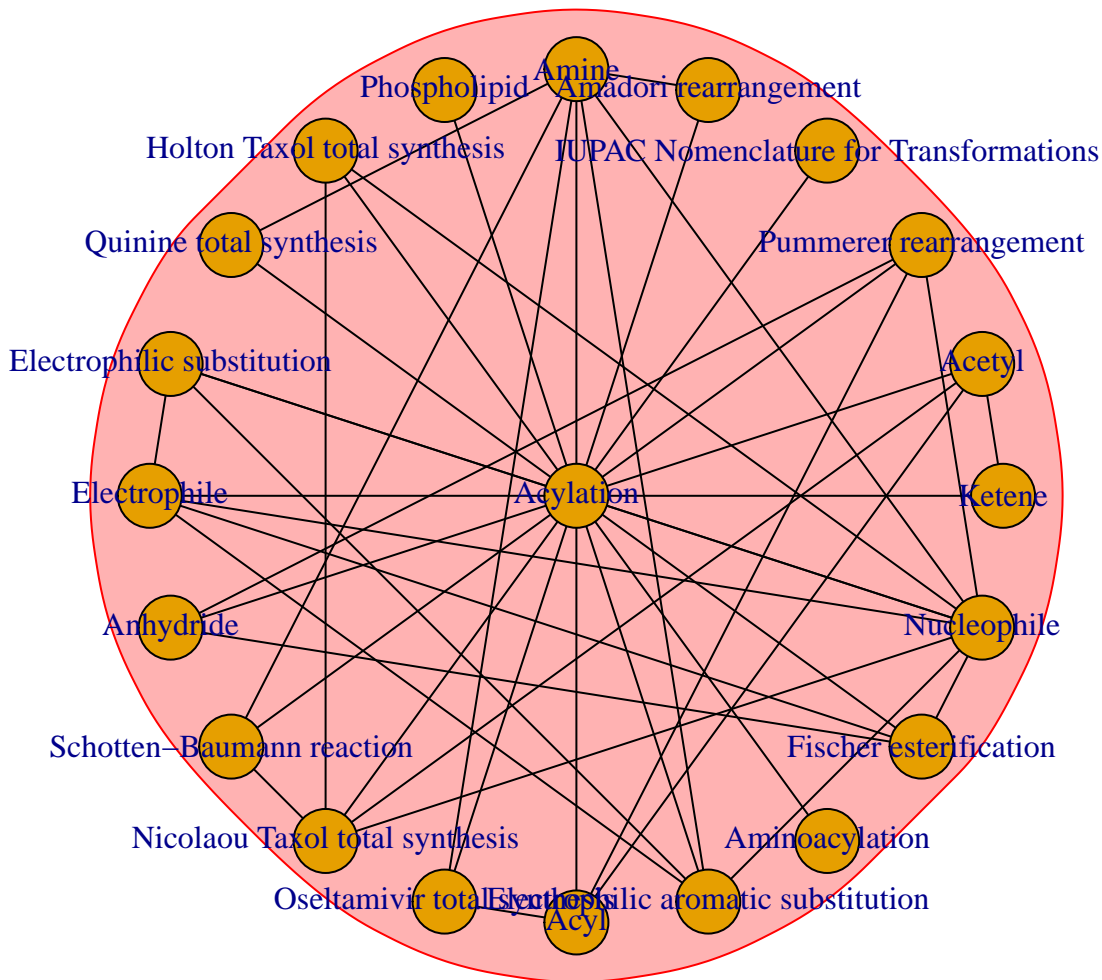 Amine
Phospholipid
Amadori rearrangement
Holton Taxol total synthesis
IUPAC Nomenclature for Transformations
Quinine total synthesis
Pummerer rearrangement
Electrophilic substitution
Acetyl
Electrophile
Acylation
Ketene
Anhydride
Nucleophile
Schotten−Baumann reaction
Fischer esterification
Nicolaou Taxol total synthesis
Aminoacylation
Oseltamivir total synthesis
Electrophilic aromatic substitution
Acyl